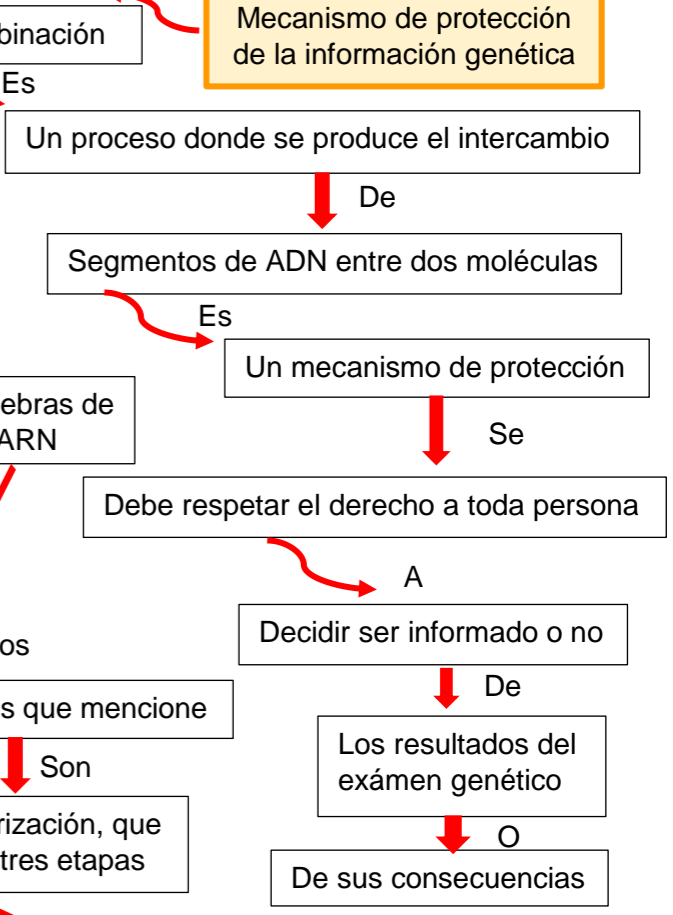 Mecanismo de protección
de la información genética
binación
Es
Un proceso donde se produce el intercambio
De
Segmentos de ADN entre dos moléculas
Es
Un mecanismo de protección
Se
Debe respetar el derecho a toda persona
A
Decidir ser informado o no
De
Los resultados del
exámen genético
O
De sus consecuencias
ebras de
ARN
os
s que mencione
Son
rización, que
tres etapas